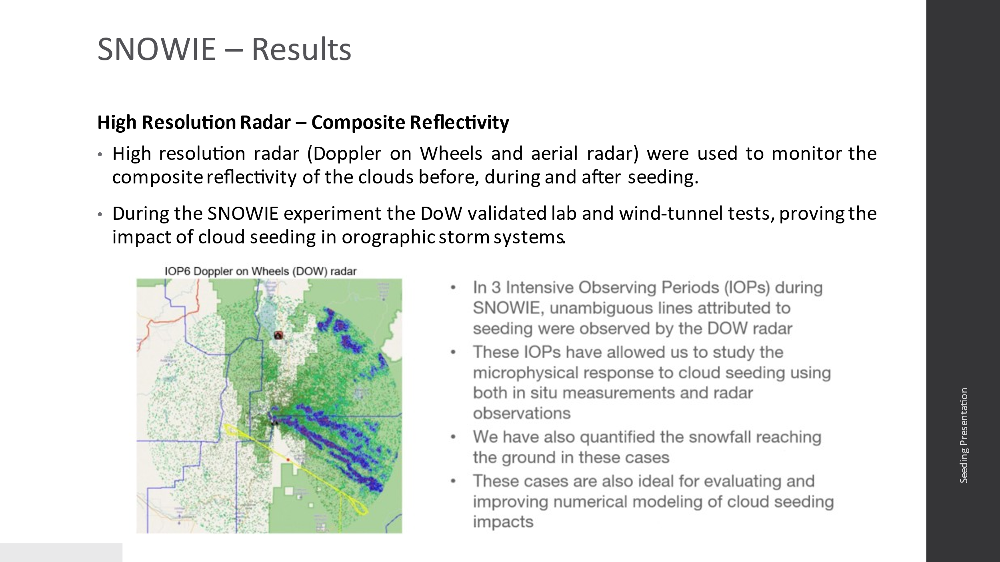 SNOWIE – Results
High Resolution Radar – Composite Reflectivity
• High resolution radar (Doppler on Wheels and aerial radar) were used to monitor the
composite reflectivity of the clouds before, during and after seeding.
• During the SNOWIE experiment the DoW validated lab and wind-tunnel tests, proving the
impact of cloud seeding in orographic storm systems.
IOP6 Doppler on Wheels (DOW) radar
• In 3 Intensive Observing Periods (IOPs) during
SNOWIE, unambiguous lines attributed to
seeding were observed by the DOW radar
• These IOPs have allowed us to study the
microphysical response to cloud seeding using
both in situ measurements and radar
observations
• We have also quantified the snowfall reaching
the ground in these cases
• These cases are also ideal for evaluating and
improving numerical modeling of cloud seeding
impacts
Seeding Presentation